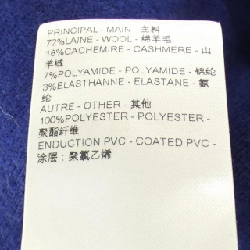 PRINCIPAL - MAIN - 主料
72%LAINE - WOOL - 绵羊毛
18%CACHEMIRE - CASHMERE - 山
羊绒
7%POLYAMIDE - POLYAMIDE - 锦纶
3%ELASTHANNE - ELASTANE - 氨
纶
AUTRE - OTHER - 其他
100%POLYESTER - POLYESTER -
聚酯纤维
ENDUCTION PVC - COATED PVC -
涂层：聚氯乙烯